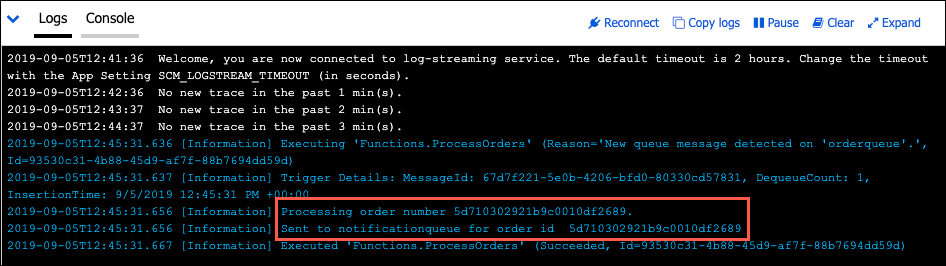 Logs Console Reconnect Copy logs Pause Clear Expand
2019-09-05T12:41:36  Welcome, you are now connected to log-streaming service. The default timeout is 2 hours. Change the timeout
with the App Setting SCM_LOGSTREAM_TIMEOUT (in seconds).
2019-09-05T12:42:36  No new trace in the past 1 min(s).
2019-09-05T12:43:37  No new trace in the past 2 min(s).
2019-09-05T12:44:37  No new trace in the past 3 min(s).
2019-09-05T12:45:31.636 [Information] Executing 'Functions.ProcessOrders' (Reason='New queue message detected on 'orderqueue'.',
Id=93530c31-4b88-45d9-af7f-88b7694dd59d)
2019-09-05T12:45:31.637 [Information] Trigger Details: MessageId: 67d7f221-5e0b-4206-bfd0-80330cd57831, DequeueCount: 1,
InsertionTime: 9/5/2019 12:45:31 PM +00:00
2019-09-05T12:45:31.656 [Information] Processing order number 5d710302921b9c0010df2689.
2019-09-05T12:45:31.656 [Information] Sent to notificationqueue for order id  5d710302921b9c0010df2689
2019-09-05T12:45:31.667 [Information] Executed 'Functions.ProcessOrders' (Succeeded, Id=93530c31-4b88-45d9-af7f-88b7694dd59d)